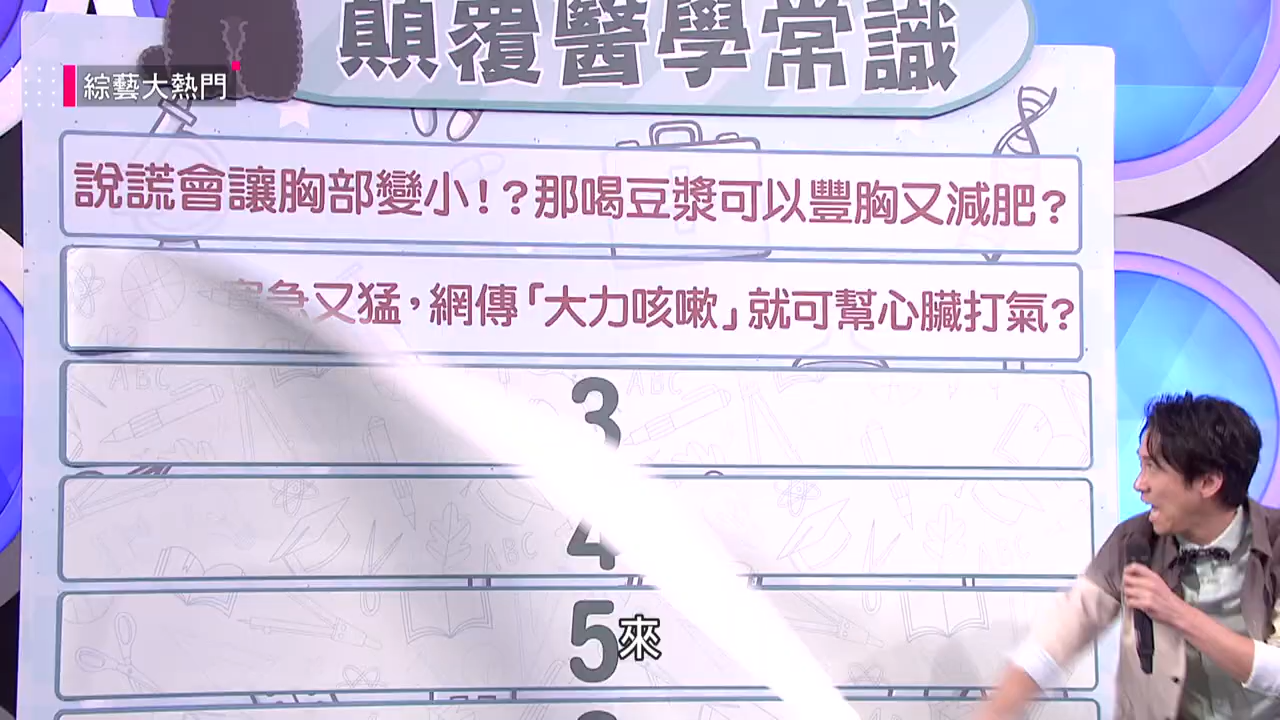 顛覆醫學常識
綜藝大熱門
說謊會讓胸部變小！？那喝豆漿可以豐胸又減肥？
急又猛，網傳「大力咳嗽」就可幫心臟打氣？
3
4
5
來